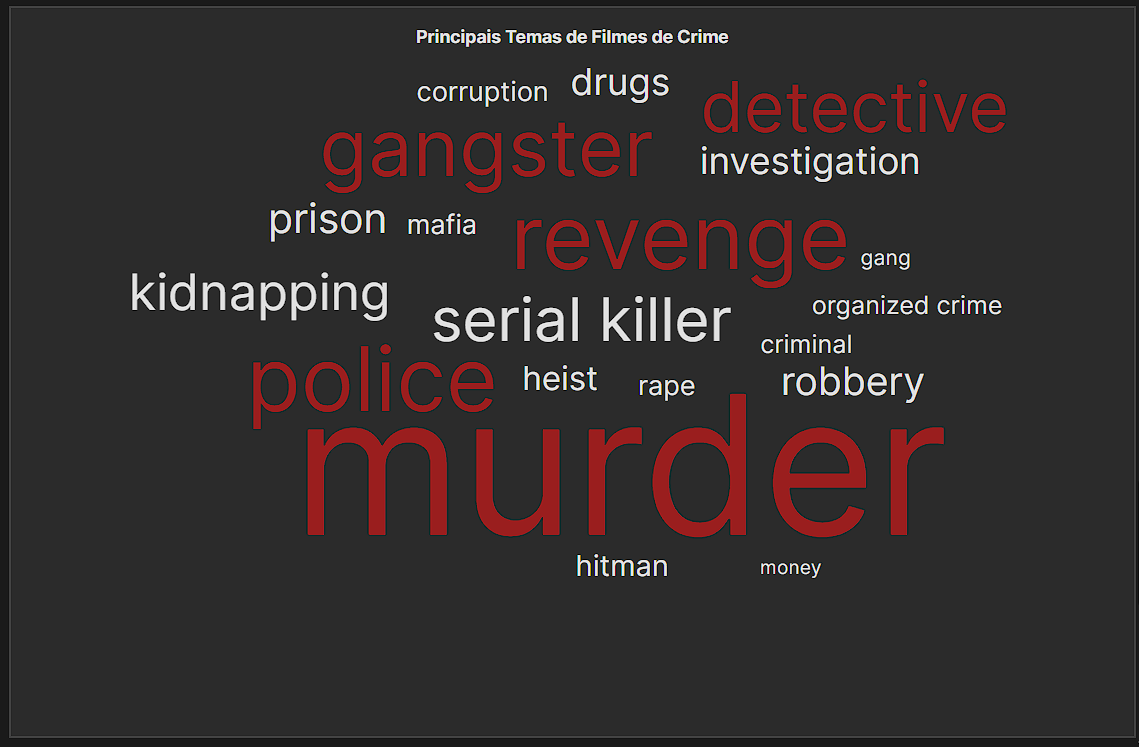 Principais Temas de Filmes de Crime
corruption
drugs
detective
gangster
investigation
prison
mafia
revenge
gang
kidnapping
serial killer
organized crime
criminal
police
heist
rape
robbery
murder
hitman
money